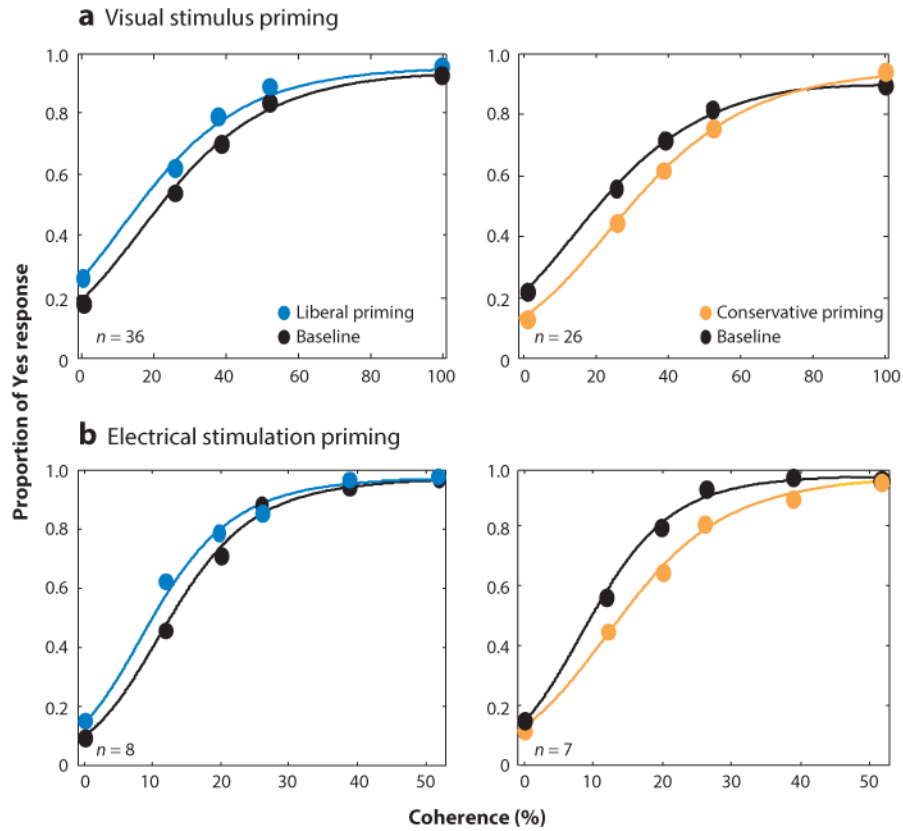 a Visual stimulus priming
1.0
0.8
0.6
0.4
0.2
0
0 20 40 60 80 100
Liberal priming
Baseline
n = 36
1.0
0.8
0.6
0.4
0.2
0
0 20 40 60 80 100
Conservative priming
Baseline
n = 26
Proportion of Yes response
b Electrical stimulation priming
1.0
0.8
0.6
0.4
0.2
0
0 10 20 30 40 50
n = 8
1.0
0.8
0.6
0.4
0.2
0
0 10 20 30 40 50
n = 7
Coherence (%)